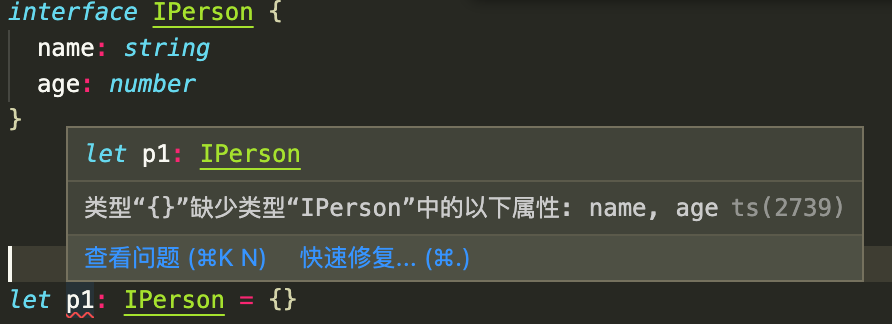 interface IPerson {
name: string
age: number
}
let p1: IPerson
类型“{}”缺少类型“IPerson”中的以下属性: name, age ts(2739)
查看问题 (⌘K N) 快速修复... (⌘.)
let p1: IPerson = {}